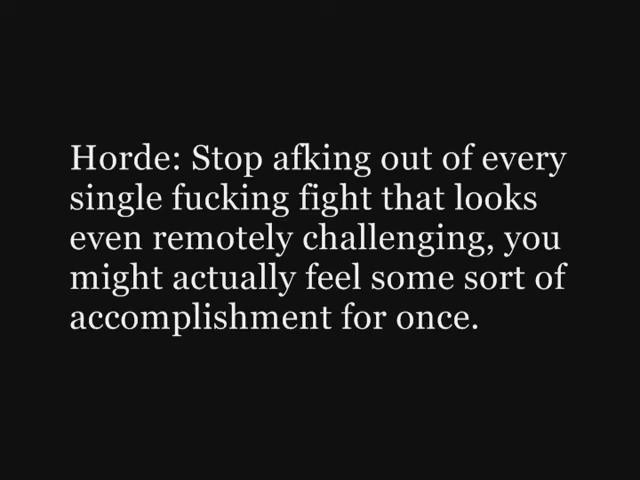 Horde: Stop afking out of every
single fucking fight that looks
even remotely challenging, you
might actually feel some sort of
accomplishment for once.